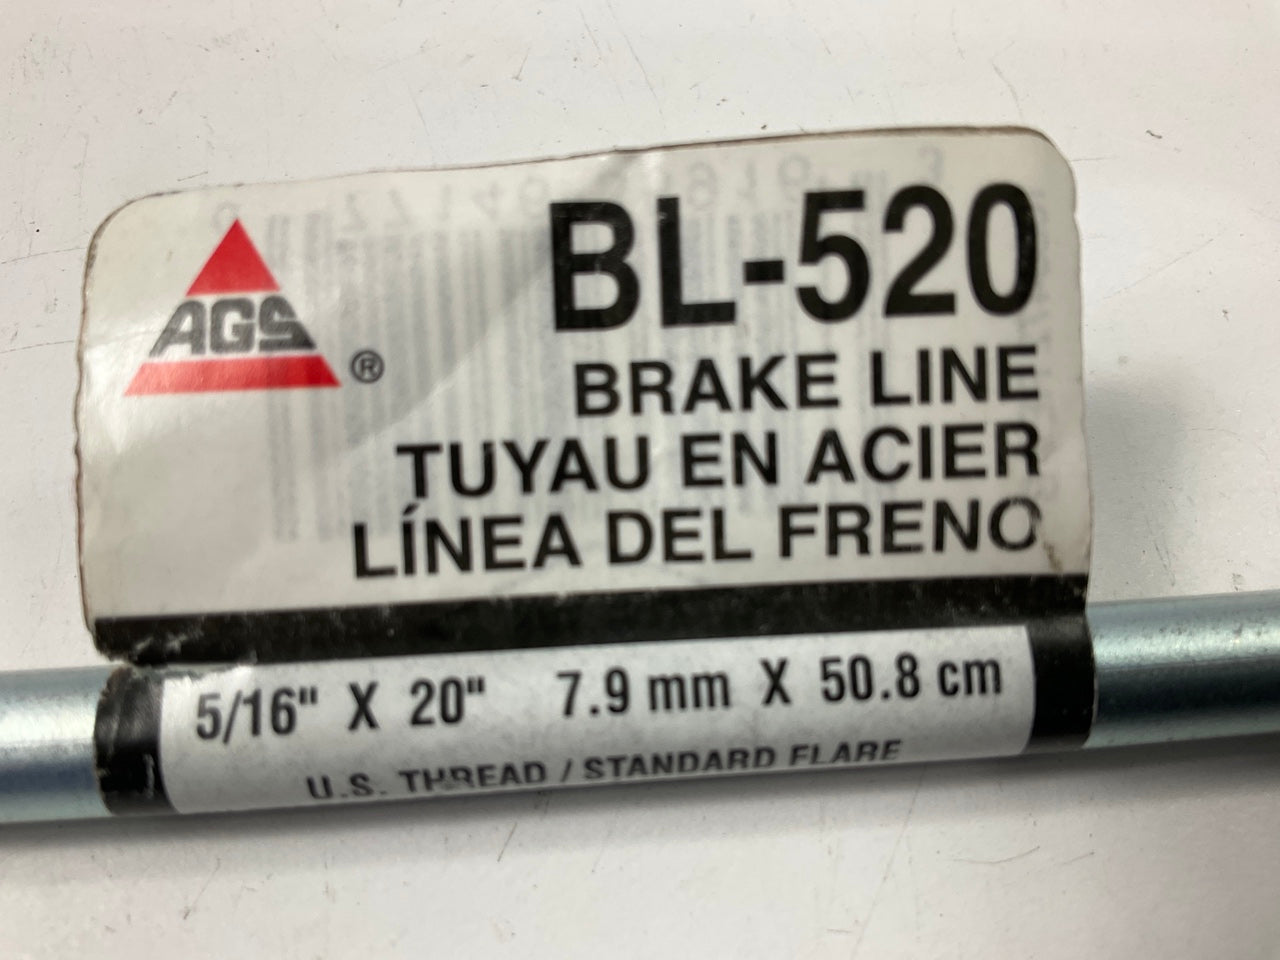 BL-520
AGS®
BRAKE LINE
TUYAU EN ACIER
LÍNEA DEL FRENO
5/16" X 20" 7.9 mm X 50.8 cm
U.S. THREAD / STANDARD FLARE